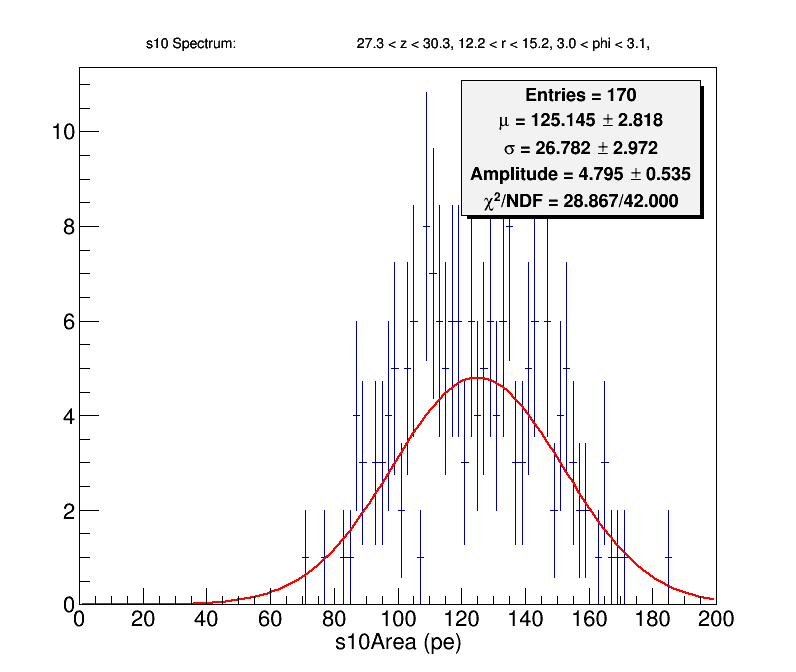 s10 Spectrum: 27.3 < z < 30.3, 12.2 < r < 15.2, 3.0 < phi < 3.1,
Entries = 170
μ = 125.145 ± 2.818
σ = 26.782 ± 2.972
Amplitude = 4.795 ± 0.535
χ²/NDF = 28.867/42.000
10
8
6
4
2
0
0 20 40 60 80 100 120 140 160 180 200
s10Area (pe)